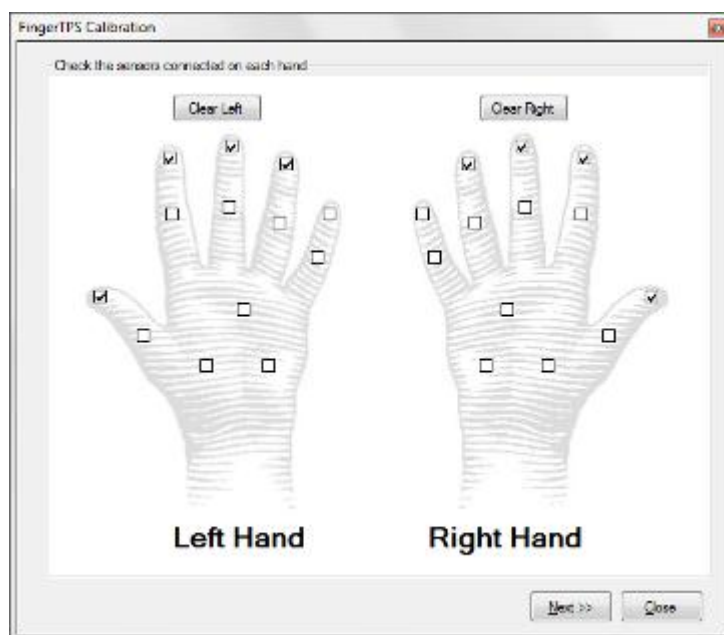 FingerTPS Calibration
Check the sensors connected on each hand
Clear Left
Clear Right
Left Hand
Right Hand
Next >>
Close